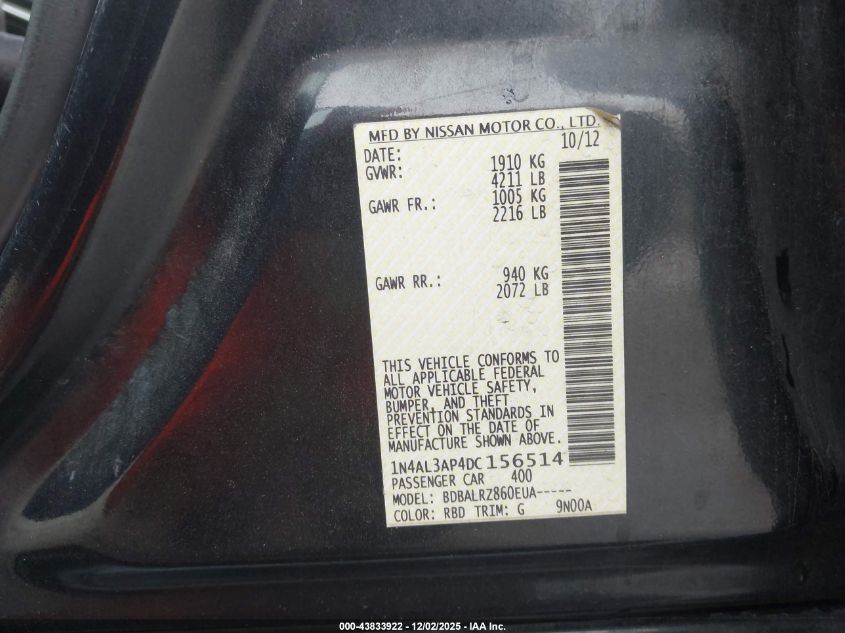 MFD BY NISSAN MOTOR CO., LTD.
DATE: 10/12
GVWR: 1910 KG
4211 LB
GAWR FR.: 1005 KG
2216 LB
GAWR RR.: 940 KG
2072 LB
THIS VEHICLE CONFORMS TO
ALL APPLICABLE FEDERAL
MOTOR VEHICLE SAFETY,
BUMPER, AND THEFT
PREVENTION STANDARDS IN
EFFECT ON THE DATE OF
MANUFACTURE SHOWN ABOVE.
1N4AL3AP4DC156514
PASSENGER CAR 400
MODEL: BDBALRZ860EUA-----
COLOR: RBD TRIM: G 9N00A
000-43833922 - 12/02/2025 - IAA Inc.